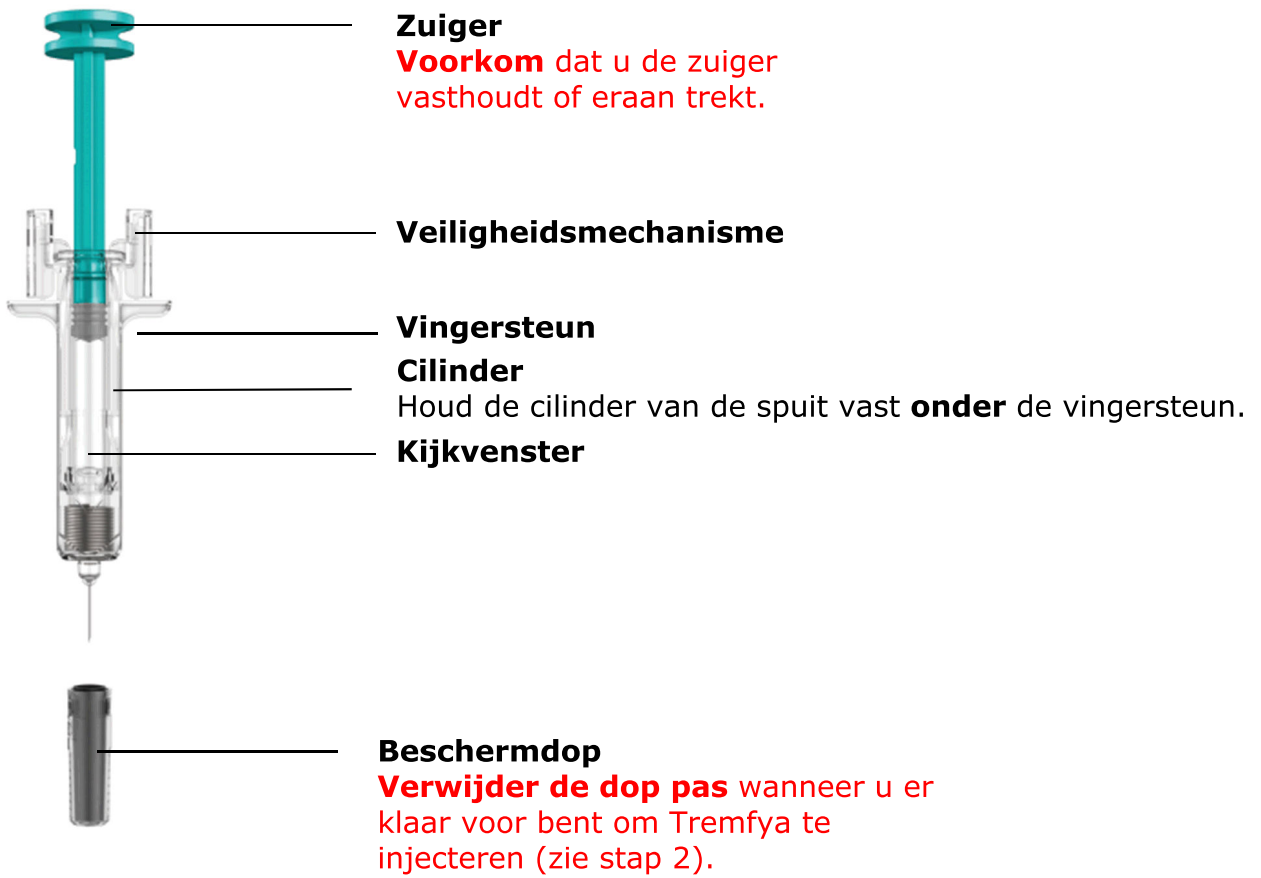 Zuiger
Voorkom dat u de zuiger
vasthoudt of eraan trekt.
Veiligheidsmechanisme
Vingersteun
Cilinder
Houd de cilinder van de spuit vast onder de vingersteun.
Kijkvenster
Beschermdop
Verwijder de dop pas wanneer u er
klaar voor bent om Tremfya te
injecteren (zie stap 2).